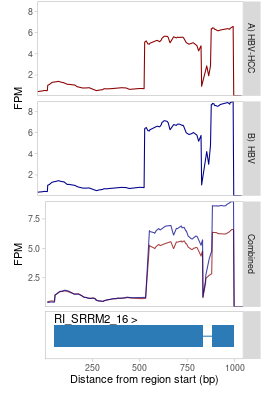 8
6
4
2
A) HBV-HCC
FPM
8
6
4
2
B) HBV
7.5
5.0
2.5
FPM
Combined
RI_SRRM2_16 >
250 500 750 1000
Distance from region start (bp)